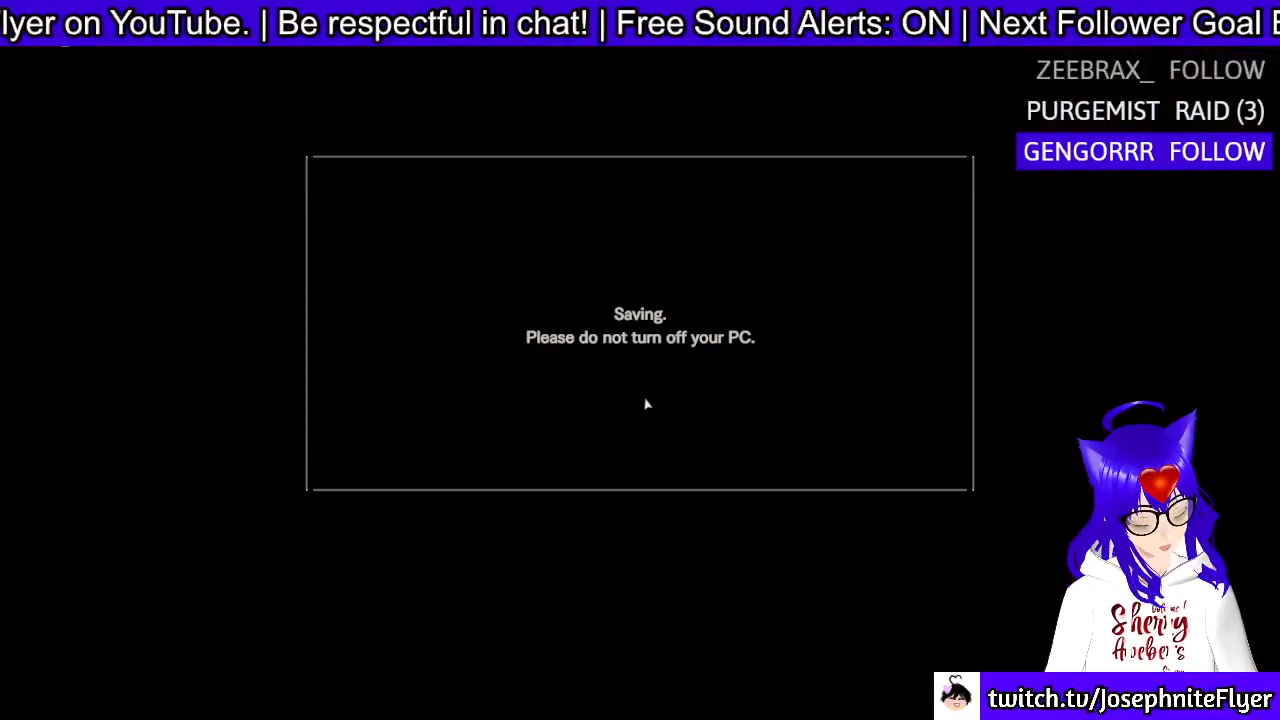 lyer on YouTube. | Be respectful in chat! | Free Sound Alerts: ON | Next Follower Goal
ZEEBRAX_ FOLLOW
PURGEMIST RAID (3)
GENGORRR FOLLOW
Saving.
Please do not turn off your PC.
Sherry
twitch.tv/JosephniteFlyer